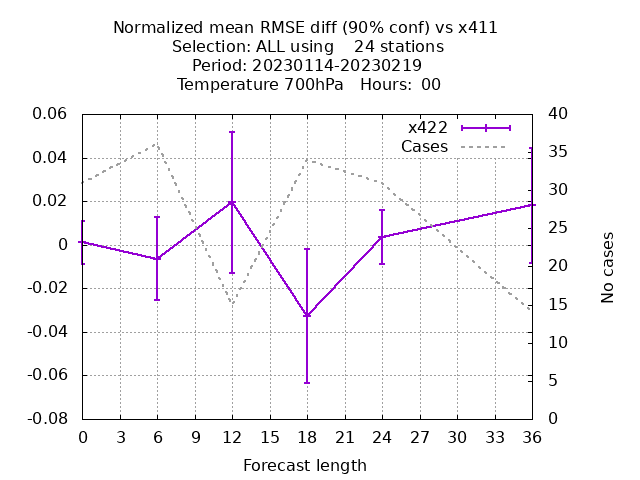 Normalized mean RMSE diff (90% conf) vs x411
Selection: ALL using    24 stations
Period: 20230114-20230219
Temperature 700hPa   Hours:  00
x422
Cases
0.06
0.04
0.02
0
-0.02
-0.04
-0.06
-0.08
40
35
30
25
20
15
10
5
0
No cases
0 3 6 9 12 15 18 21 24 27 30 33 36
Forecast length